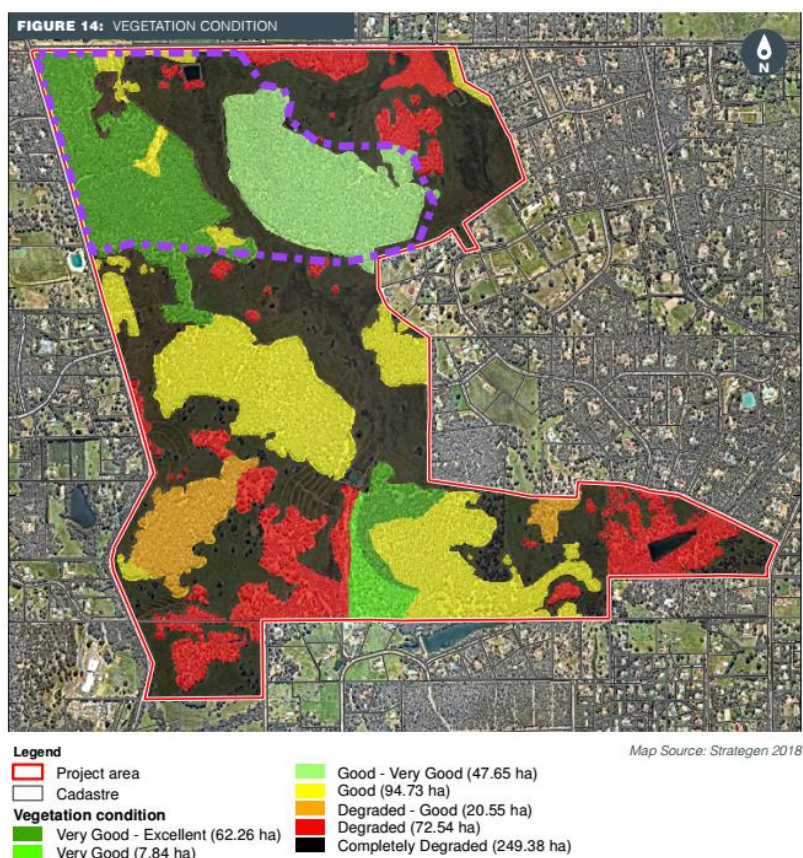 FIGURE 14: VEGETATION CONDITION
N
Legend
Map Source: Strategen 2018
Project area
Cadastre
Vegetation condition
Very Good - Excellent (62.26 ha)
Very Good (7.84 ha)
Good - Very Good (47.65 ha)
Good (94.73 ha)
Degraded - Good (20.55 ha)
Degraded (72.54 ha)
Completely Degraded (249.38 ha)